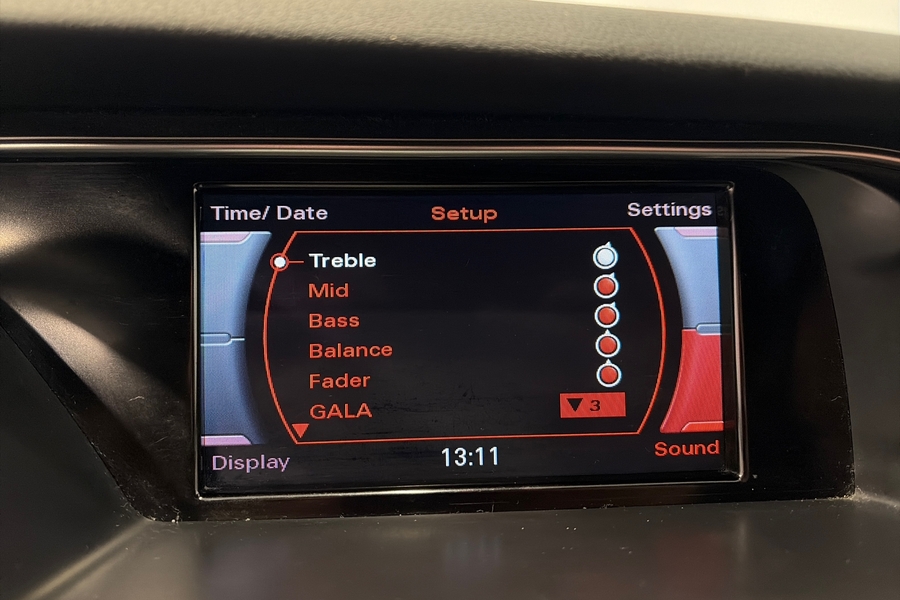 Time/ Date Setup Settings
Treble
Mid
Bass
Balance
Fader
GALA 3
Display 13:11 Sound